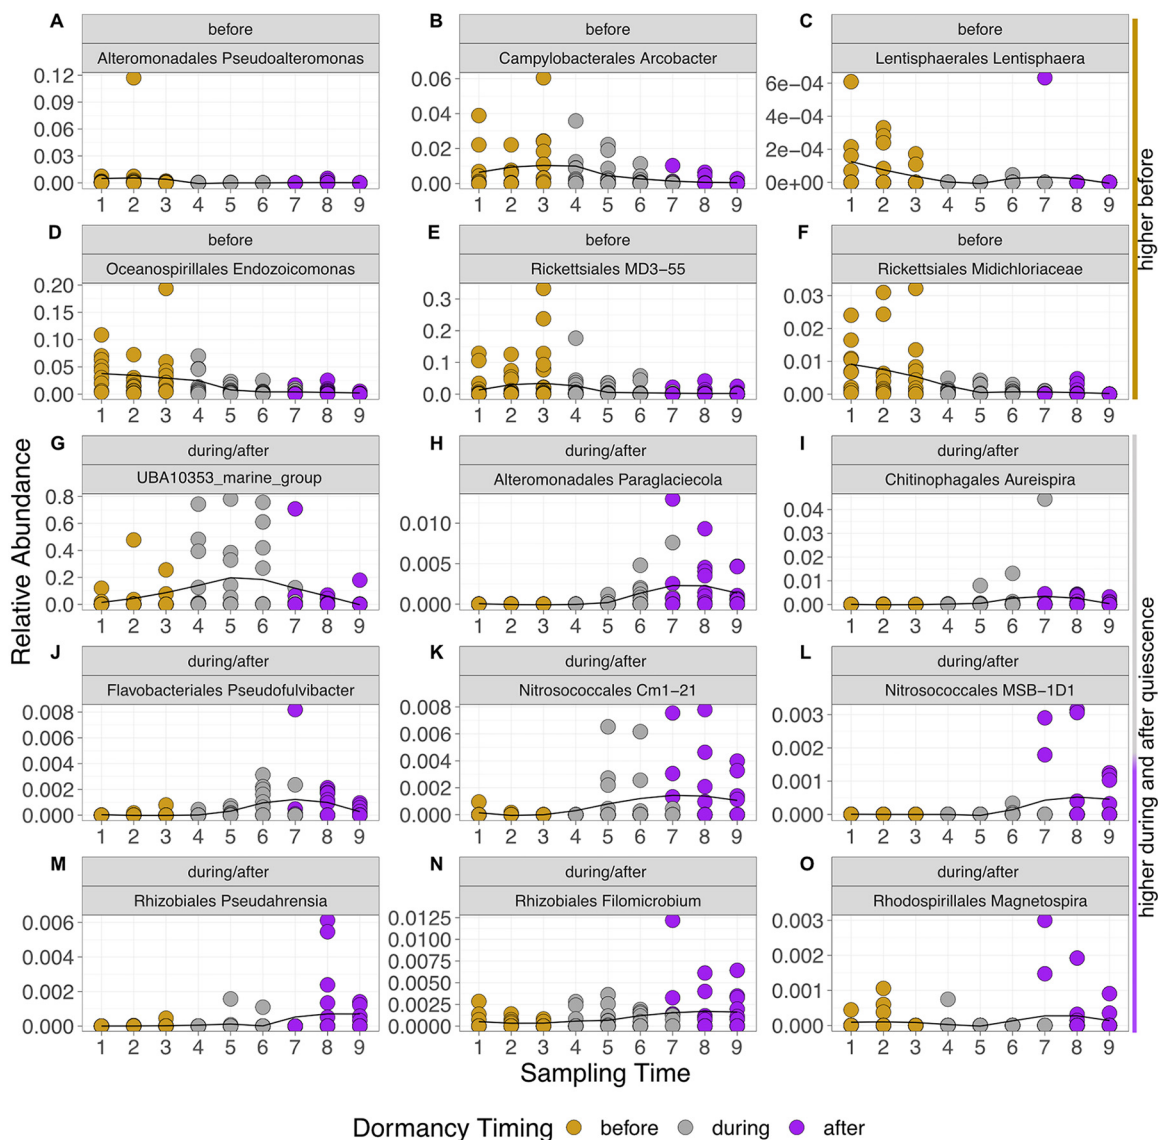 A B C
before before before
Alteromonadales Pseudoalteromonas Campylobacterales Arcobacter Lentisphaerales Lentisphaera
0.12 0.06 6e−04
0.09 0.04 4e−04
0.06 0.02 2e−04
0.03 0.00 0e+00
0.00
1 2 3 4 5 6 7 8 9 1 2 3 4 5 6 7 8 9 1 2 3 4 5 6 7 8 9
D E F
before before before
Oceanospirillales Endozoicomonas Rickettsiales MD3−55 Rickettsiales Midichloriaceae
0.20 0.3 0.03
0.15 0.2 0.02
0.10 0.1 0.01
0.05 0.0 0.00
0.00
1 2 3 4 5 6 7 8 9 1 2 3 4 5 6 7 8 9 1 2 3 4 5 6 7 8 9
higher before
G H I
during/after during/after during/after
UBA10353_marine_group Alteromonadales Paraglaciecola Chitinophagales Aureispira
0.8 0.010 0.04
0.6 0.005 0.03
0.4 0.000 0.02
0.2 0.01
0.0 0.00
1 2 3 4 5 6 7 8 9 1 2 3 4 5 6 7 8 9 1 2 3 4 5 6 7 8 9
Relative Abundance
J K L
during/after during/after during/after
Flavobacteriales Pseudofulvibacter Nitrosococcales Cm1−21 Nitrosococcales MSB−1D1
0.008 0.008 0.003
0.006 0.006 0.002
0.004 0.004 0.001
0.002 0.002 0.000
0.000 0.000
1 2 3 4 5 6 7 8 9 1 2 3 4 5 6 7 8 9 1 2 3 4 5 6 7 8 9
M N O
during/after during/after during/after
Rhizobiales Pseudahrensia Rhizobiales Filomicrobium Rhodospirillales Magnetospira
0.006 0.0125 0.003
0.004 0.0100 0.002
0.002 0.0075 0.001
0.000 0.0050 0.000
0.0025
0.0000
1 2 3 4 5 6 7 8 9 1 2 3 4 5 6 7 8 9 1 2 3 4 5 6 7 8 9
higher during and after quiescence
Sampling Time
Dormancy Timing before during after